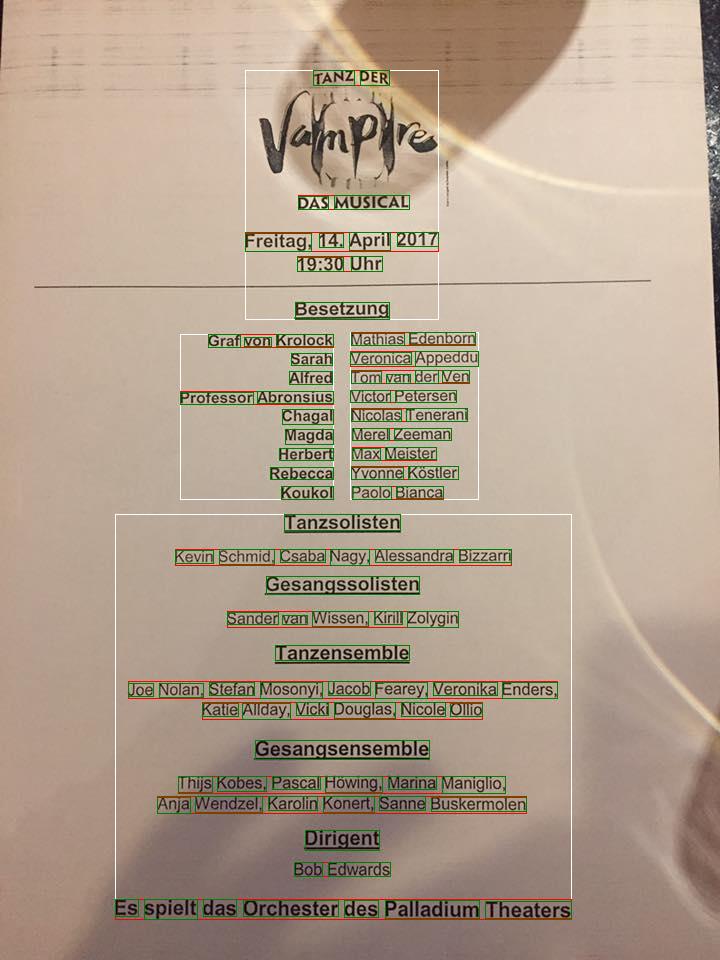 TANZ DER
Vampire
DAS MUSICAL
Freitag, 14. April 2017
19:30 Uhr
Besetzung
Graf von Krolock Mathias Edenborn
Sarah Veronica Appeddu
Alfred Tom van der Ven
Professor Abronsius Victor Petersen
Chagal Nicolas Tenerani
Magda Merel Zeeman
Herbert Max Meister
Rebecca Yvonne Köstler
Koukol Paolo Bianca
Tanzsolisten
Kevin Schmid, Csaba Nagy, Alessandra Bizzarri
Gesangssolisten
Sander van Wissen, Kirill Zolygin
Tanzensemble
Joe Nolan, Stefan Mosonyi, Jacob Fearey, Veronika Enders,
Katie Allday, Vicki Douglas, Nicole Ollio
Gesangsensemble
Thijs Kobes, Pascal Höwing, Marina Maniglio,
Anja Wendzel, Karolin Konert, Sanne Buskermolen
Dirigent
Bob Edwards
Es spielt das Orchester des Palladium Theaters